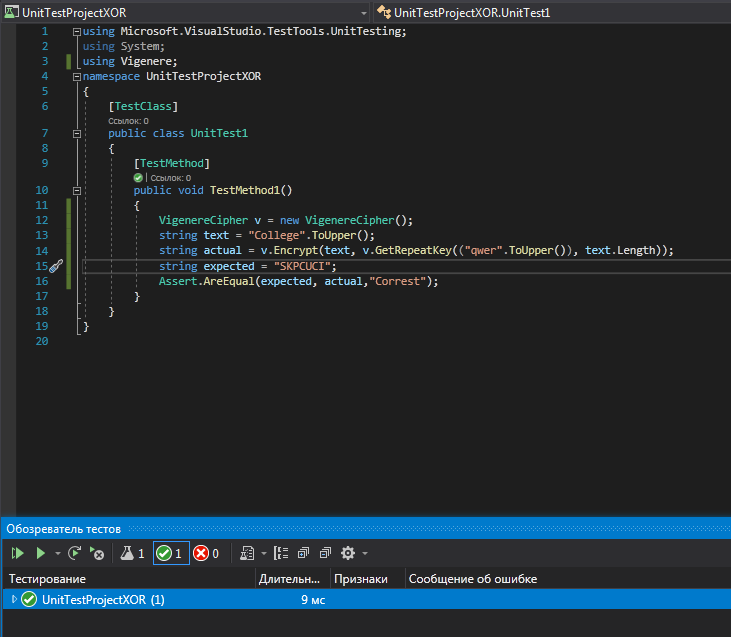 UnitTestProjectXOR UnitTestProjectXOR.UnitTest1
1 using Microsoft.VisualStudio.TestTools.UnitTesting;
2 using System;
3 using Vigenere;
4 namespace UnitTestProjectXOR
5 {
6 [TestClass]
Ссылок: 0
7 public class UnitTest1
8 {
9 [TestMethod]
| Ссылок: 0
10 public void TestMethod1()
11 {
12 VigenereCipher v = new VigenereCipher();
13 string text = "College".ToUpper();
14 string actual = v.Encrypt(text, v.GetRepeatKey(("qwer".ToUpper()), text.Length));
15 string expected = "SKPCUCI";
16 Assert.AreEqual(expected, actual,"Correst");
17 }
18 }
19 }
20
Обозреватель тестов
1 1 0
Тестирование Длительн... Признаки Сообщение об ошибке
UnitTestProjectXOR (1) 9 мс